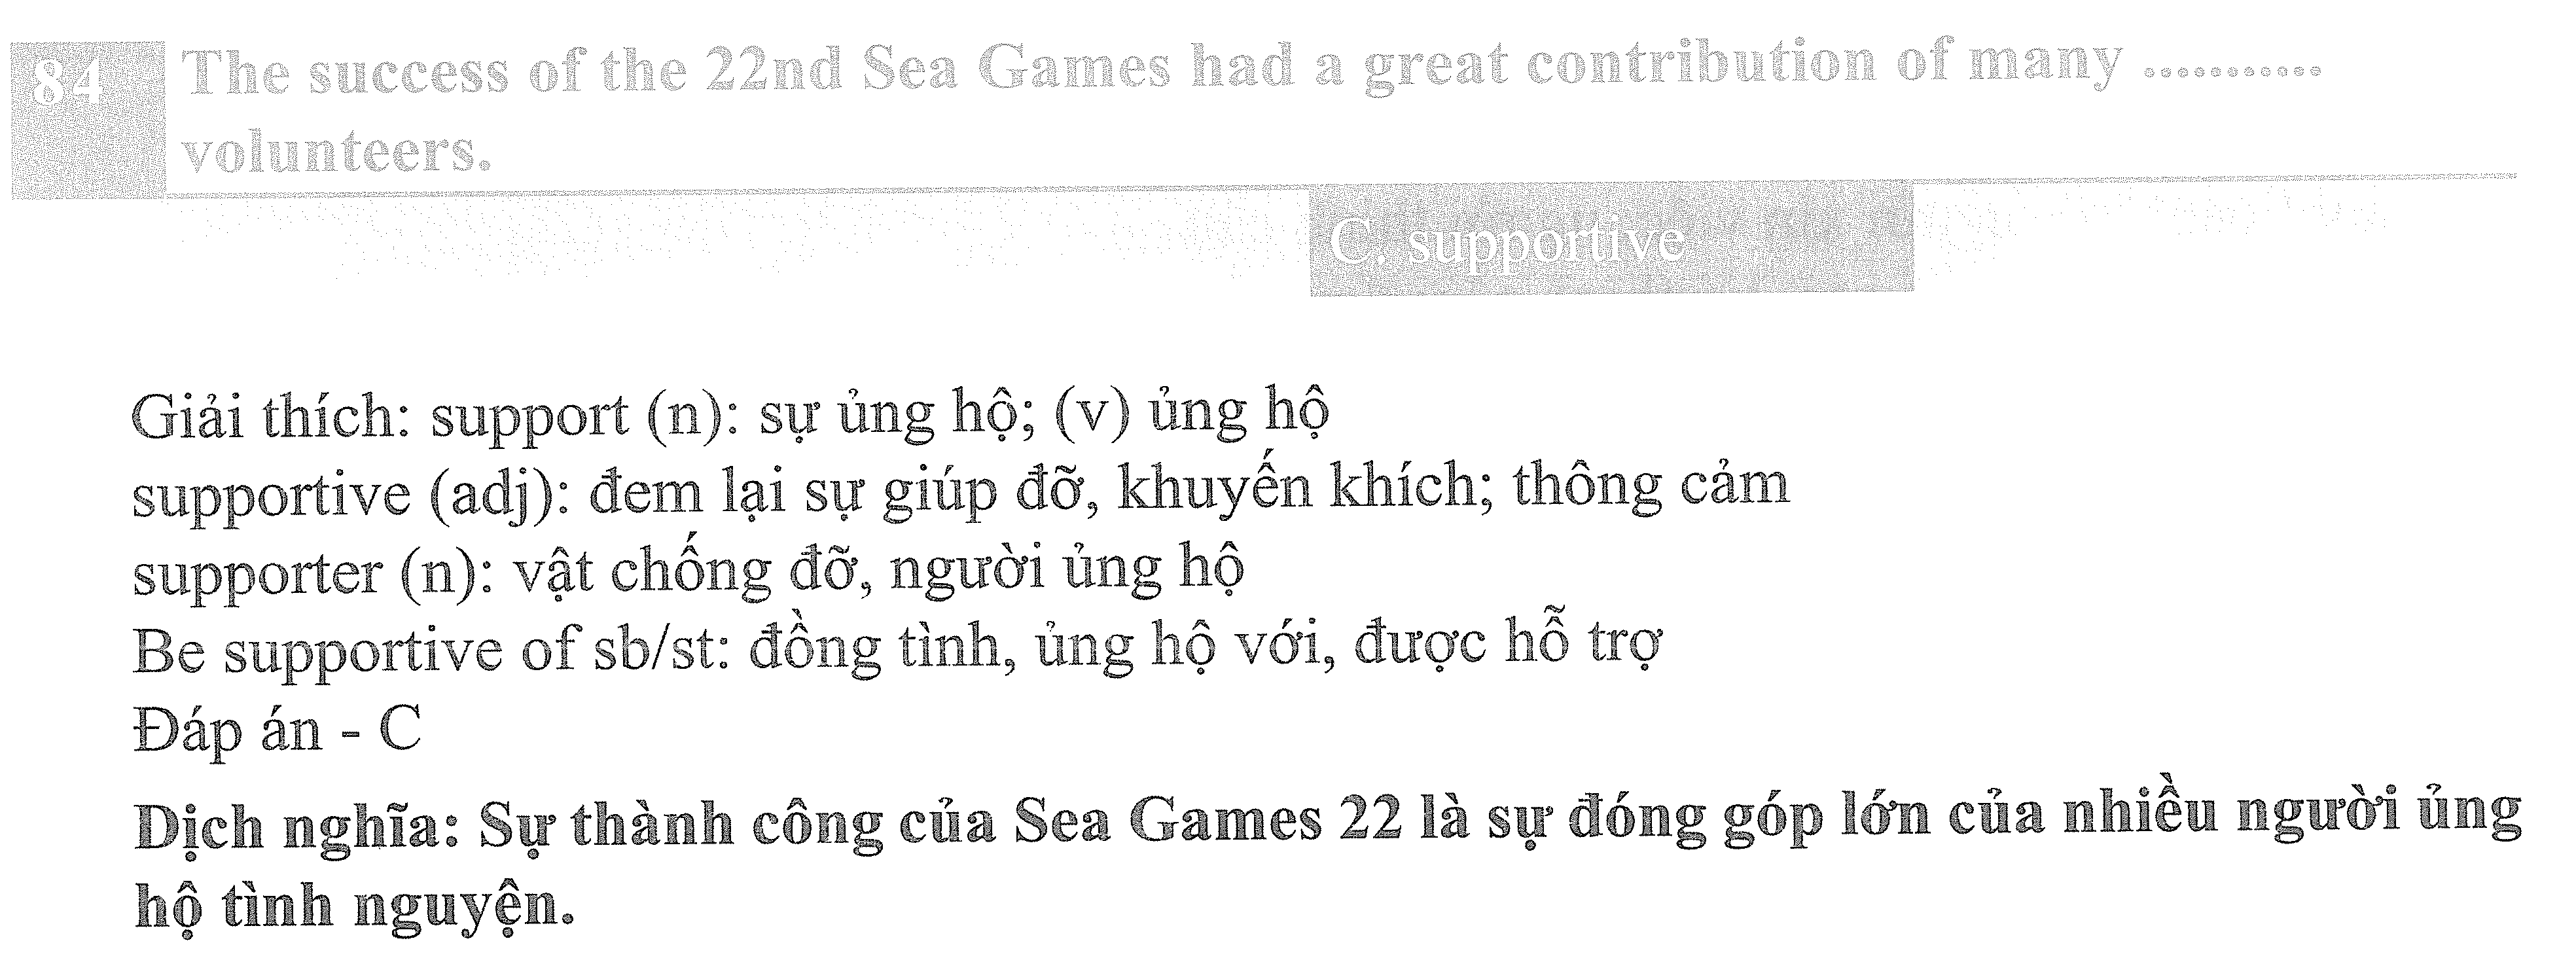 84 The success of the 22nd Sea Games had a great contribution of many ...........
volunteers.
C. supportive
Giải thích: support (n): sự ủng hộ; (v) ủng hộ
supportive (adj): đem lại sự giúp đỡ, khuyến khích; thông cảm
supporter (n): vật chống đỡ, người ủng hộ
Be supportive of sb/st: đồng tình, ủng hộ với, được hỗ trợ
Đáp án - C
Dịch nghĩa: Sự thành công của Sea Games 22 là sự đóng góp lớn của nhiều người ủng
hộ tình nguyện.